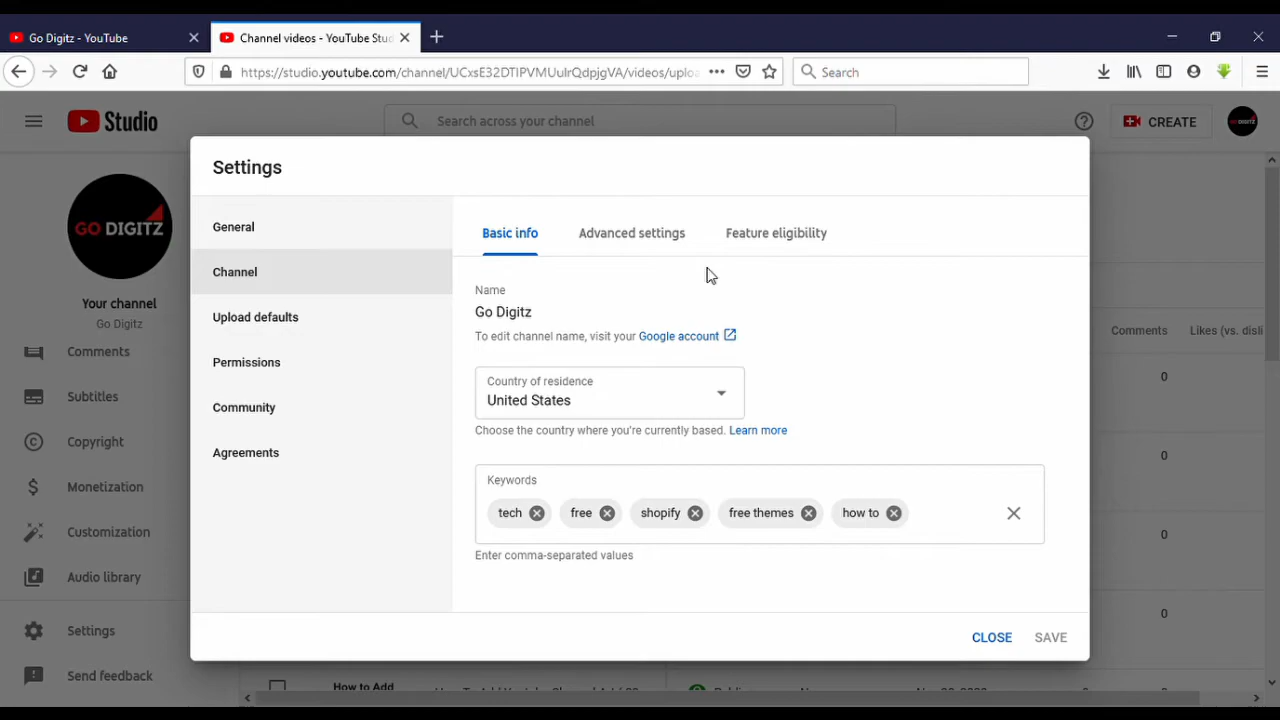 Go Digitz - YouTube
Channel videos - YouTube Stud
https://studio.youtube.com/channel/
Search
Studio
Search across your channel
CREATE
GO DIGITZ
Your channel
Go Digitz
Comments
Subtitles
Copyright
Monetization
Customization
Audio library
Settings
Send feedback
Settings
General
Channel
Upload defaults
Permissions
Community
Agreements
Basic info
Advanced settings
Feature eligibility
Name
Go Digitz
To edit channel name, visit your Google account
Country of residence
United States
Choose the country where you're currently based. Learn more
Keywords
tech free shopify free themes how to
Enter comma-separated values
CLOSE SAVE
Comments Likes (vs. disli
0
0
0
0
How to Add